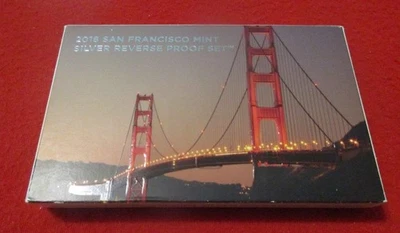 2018 SAN FRANCISCO MINT
SILVER REVERSE PROOF SET™